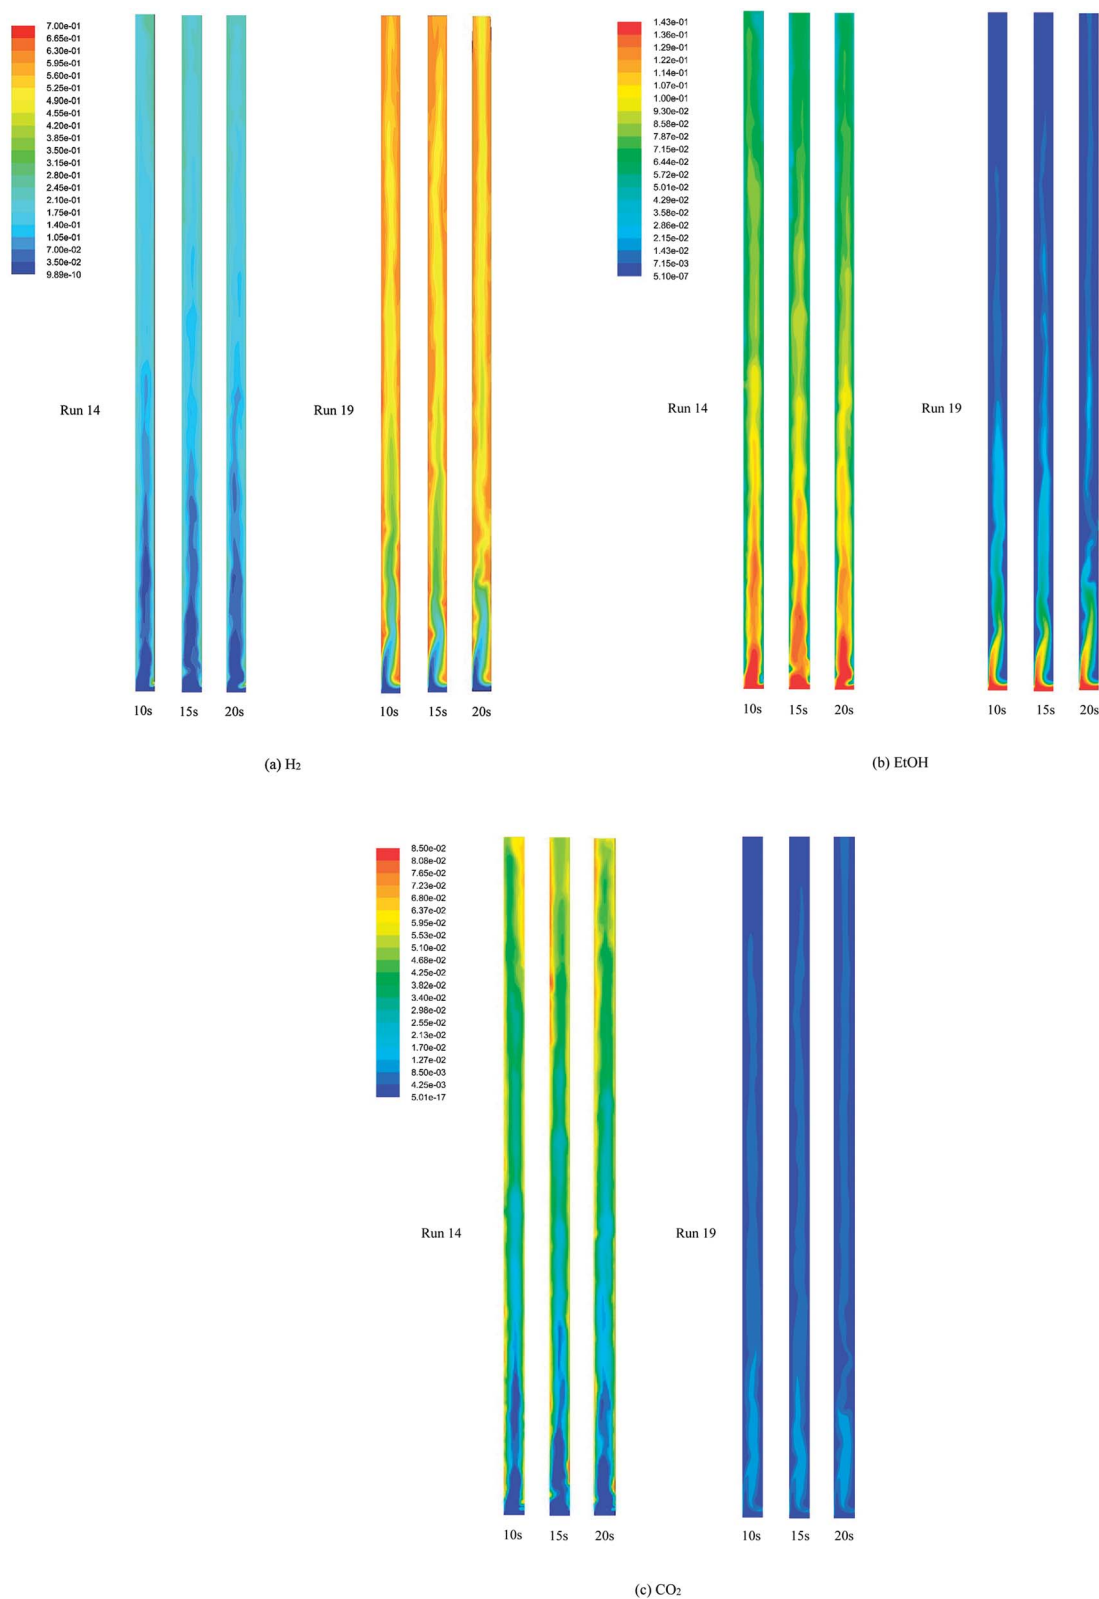 7.00e-01
6.65e-01
6.30e-01
5.95e-01
5.60e-01
5.25e-01
4.90e-01
4.55e-01
4.20e-01
3.85e-01
3.50e-01
3.15e-01
2.80e-01
2.45e-01
2.10e-01
1.75e-01
1.40e-01
1.05e-01
7.00e-02
3.50e-02
9.89e-10
Run 14
Run 19
10s 15s 20s
10s 15s 20s
(a) H₂
1.43e-01
1.36e-01
1.29e-01
1.22e-01
1.14e-01
1.07e-01
1.00e-01
9.30e-02
8.58e-02
7.87e-02
7.15e-02
6.44e-02
5.72e-02
5.01e-02
4.29e-02
3.58e-02
2.86e-02
2.15e-02
1.43e-02
7.15e-03
5.10e-07
Run 14
Run 19
10s 15s 20s
10s 15s 20s
(b) EtOH
8.50e-02
8.08e-02
7.65e-02
7.23e-02
6.80e-02
6.37e-02
5.95e-02
5.53e-02
5.10e-02
4.68e-02
4.25e-02
3.82e-02
3.40e-02
2.98e-02
2.55e-02
2.13e-02
1.70e-02
1.27e-02
8.50e-03
4.25e-03
5.01e-17
Run 14
Run 19
10s 15s 20s
10s 15s 20s
(c) CO₂